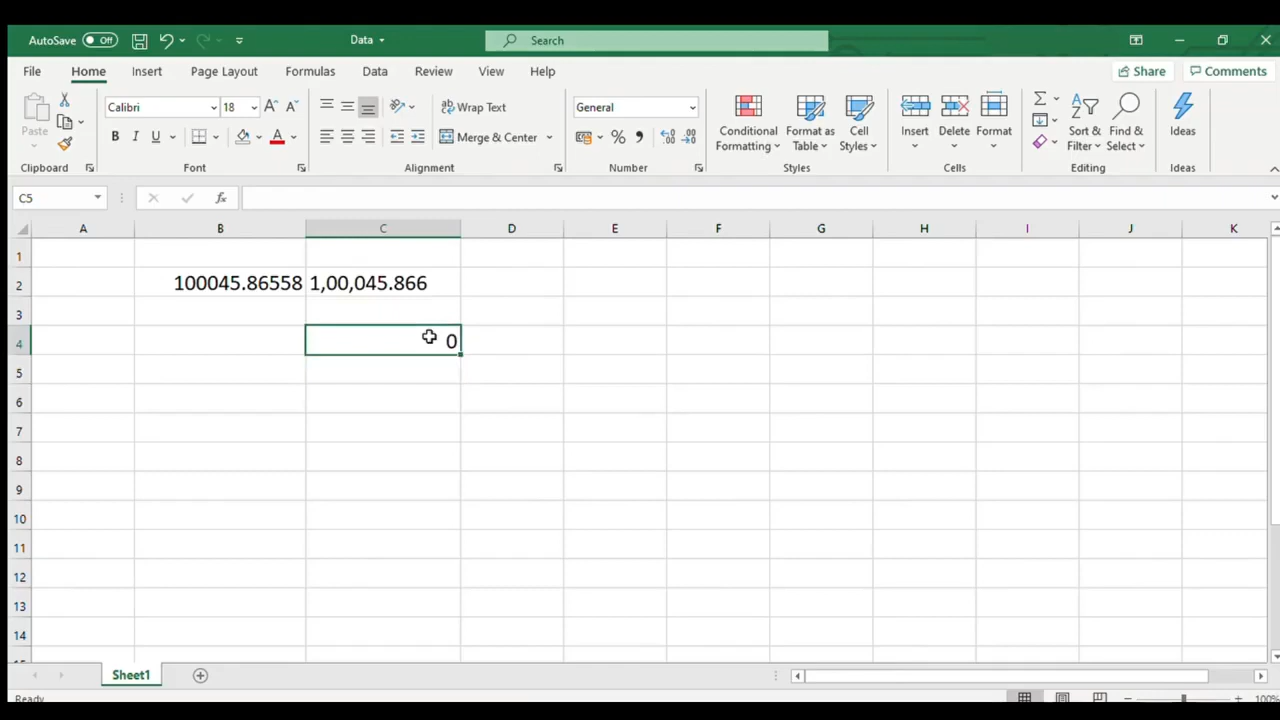 AutoSave Off Data Search
File Home Insert Page Layout Formulas Data Review View Help Share Comments
Paste Calibri 18 Wrap Text General Conditional Formatting Format as Table Cell Styles Insert Delete Format Sort & Filter Find & Select Ideas
B I U Merge & Center %
Clipboard Font Alignment Number Styles Cells Editing Ideas
C5 fx
A B C D E F G H I J K
1
2 100045.86558 1,00,045.866
3
4 0
5
6
7
8
9
10
11
12
13
14
Sheet1
Ready 100%